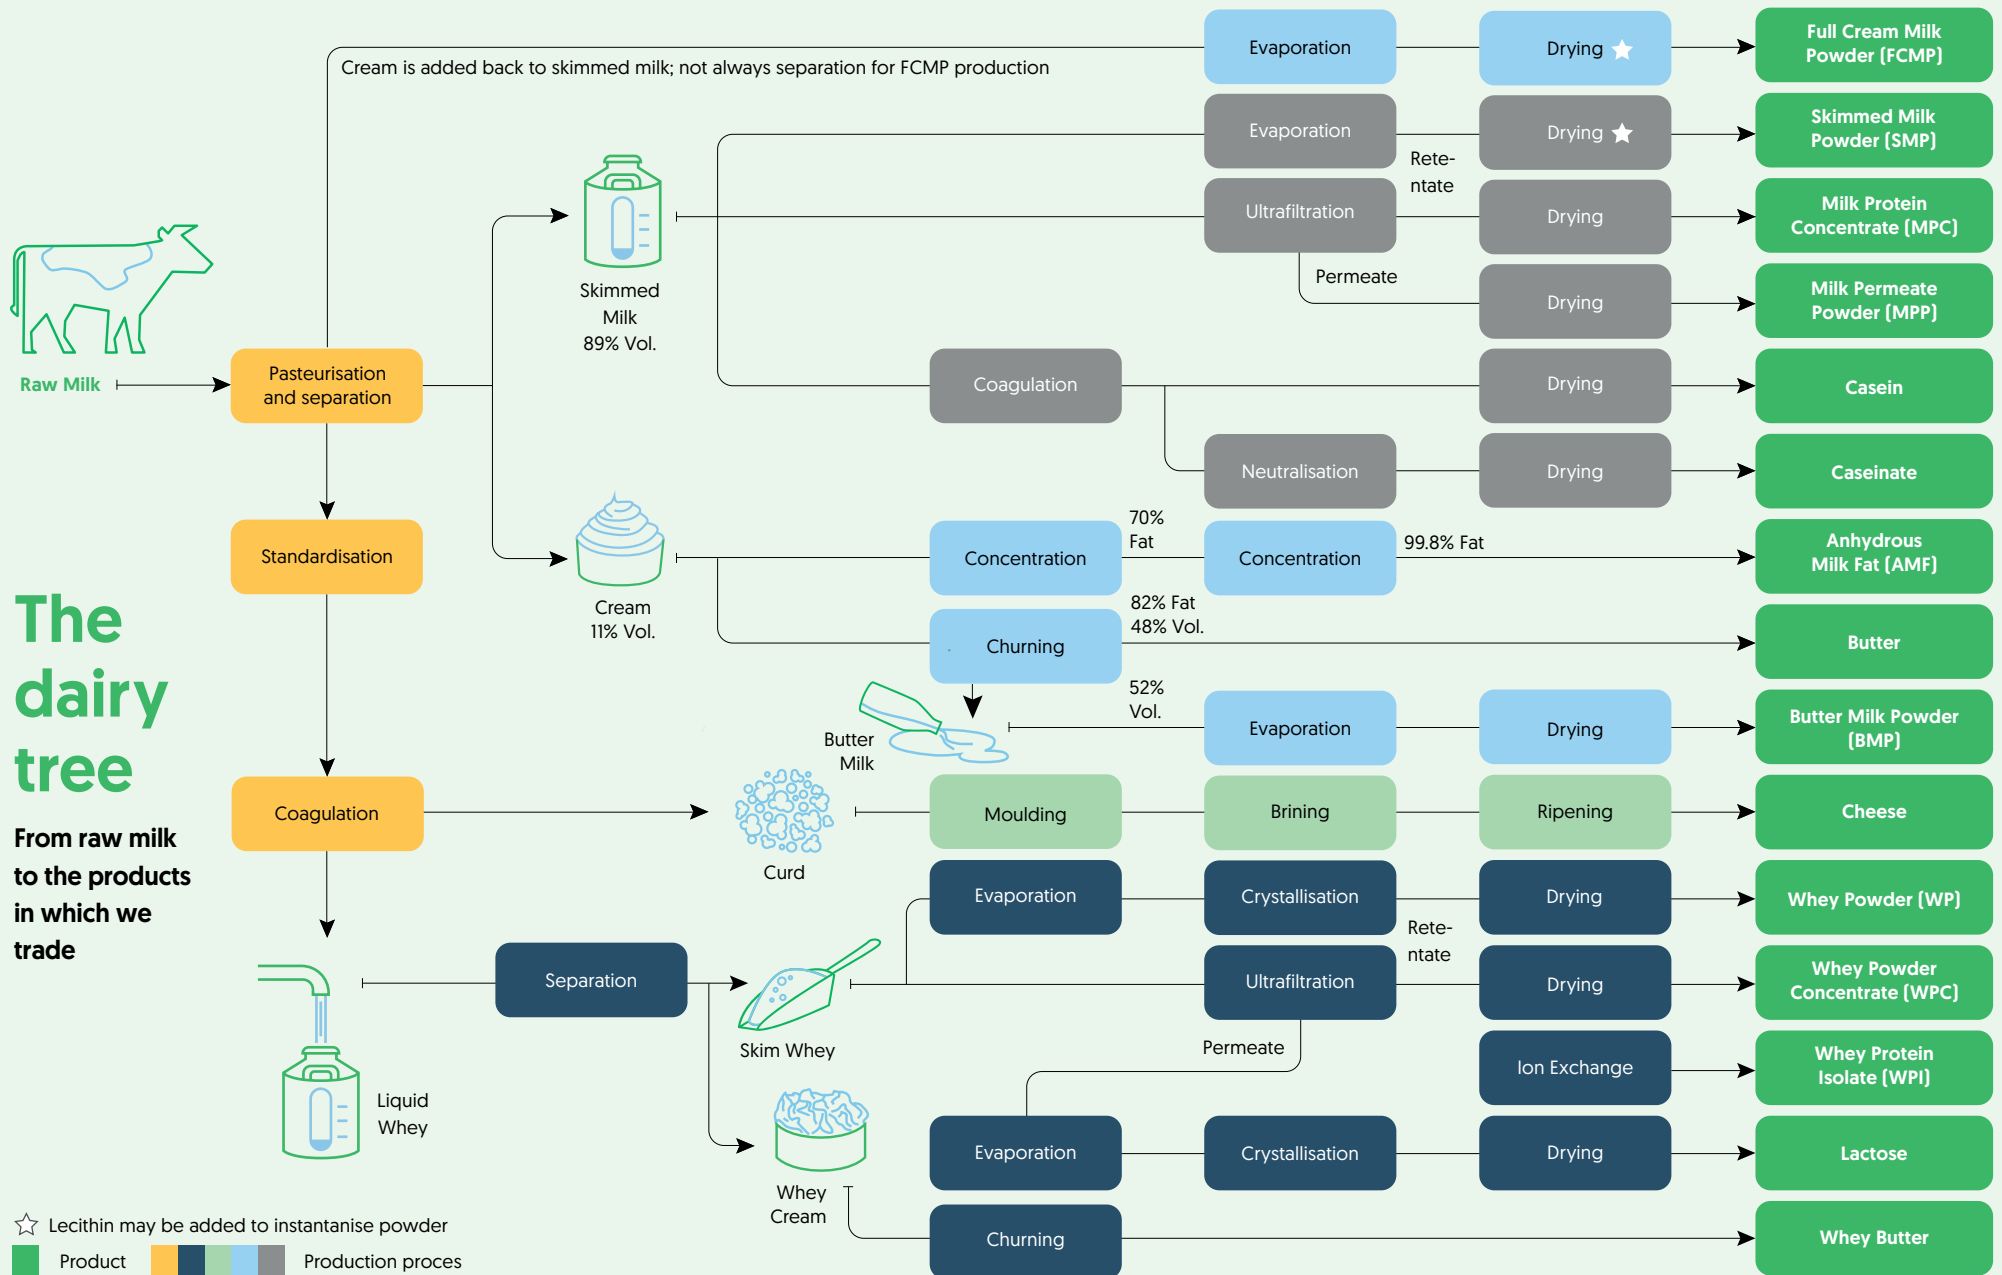 Evaporation
Drying
Full Cream Milk
Powder (FCMP)
Cream is added back to skimmed milk; not always separation for FCMP production
Evaporation
Drying
Skimmed Milk
Powder (SMP)
Rete-
ntate
Ultrafiltration
Drying
Milk Protein
Concentrate (MPC)
Permeate
Drying
Milk Permeate
Powder (MPP)
Skimmed
Milk
89% Vol.
Raw Milk
Pasteurisation
and separation
Coagulation
Drying
Casein
Neutralisation
Drying
Caseinate
Standardisation
Cream
11% Vol.
Concentration
70%
Fat
Concentration
99.8% Fat
Anhydrous
Milk Fat (AMF)
Churning
82% Fat
48% Vol.
Butter
Butter
Milk
52%
Vol.
Evaporation
Drying
Butter Milk Powder
(BMP)
The
dairy
tree
From raw milk
to the products
in which we
trade
Coagulation
Curd
Moulding
Brining
Ripening
Cheese
Evaporation
Crystallisation
Drying
Whey Powder (WP)
Rete-
ntate
Separation
Skim Whey
Ultrafiltration
Drying
Whey Powder
Concentrate (WPC)
Permeate
Ion Exchange
Whey Protein
Isolate (WPI)
Liquid
Whey
Whey
Cream
Evaporation
Crystallisation
Drying
Lactose
Churning
Whey Butter
Lecithin may be added to instantanise powder
Product
Production proces